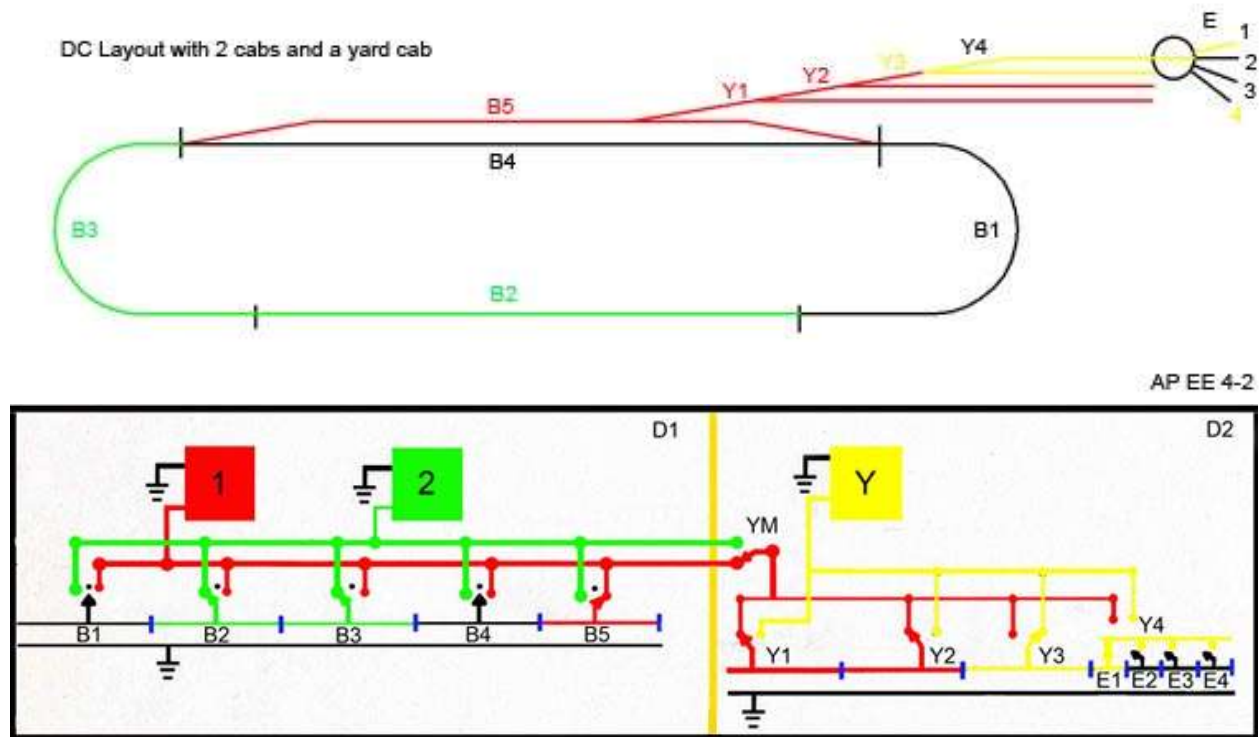 DC Layout with 2 cabs and a yard cab
E
1
2
3
4
Y4
Y3
Y2
Y1
B5
B4
B3
B1
B2
AP EE 4-2
D1
D2
1
2
Y
YM
B1
B2
B3
B4
B5
Y1
Y2
Y3
Y4
E1
E2
E3
E4